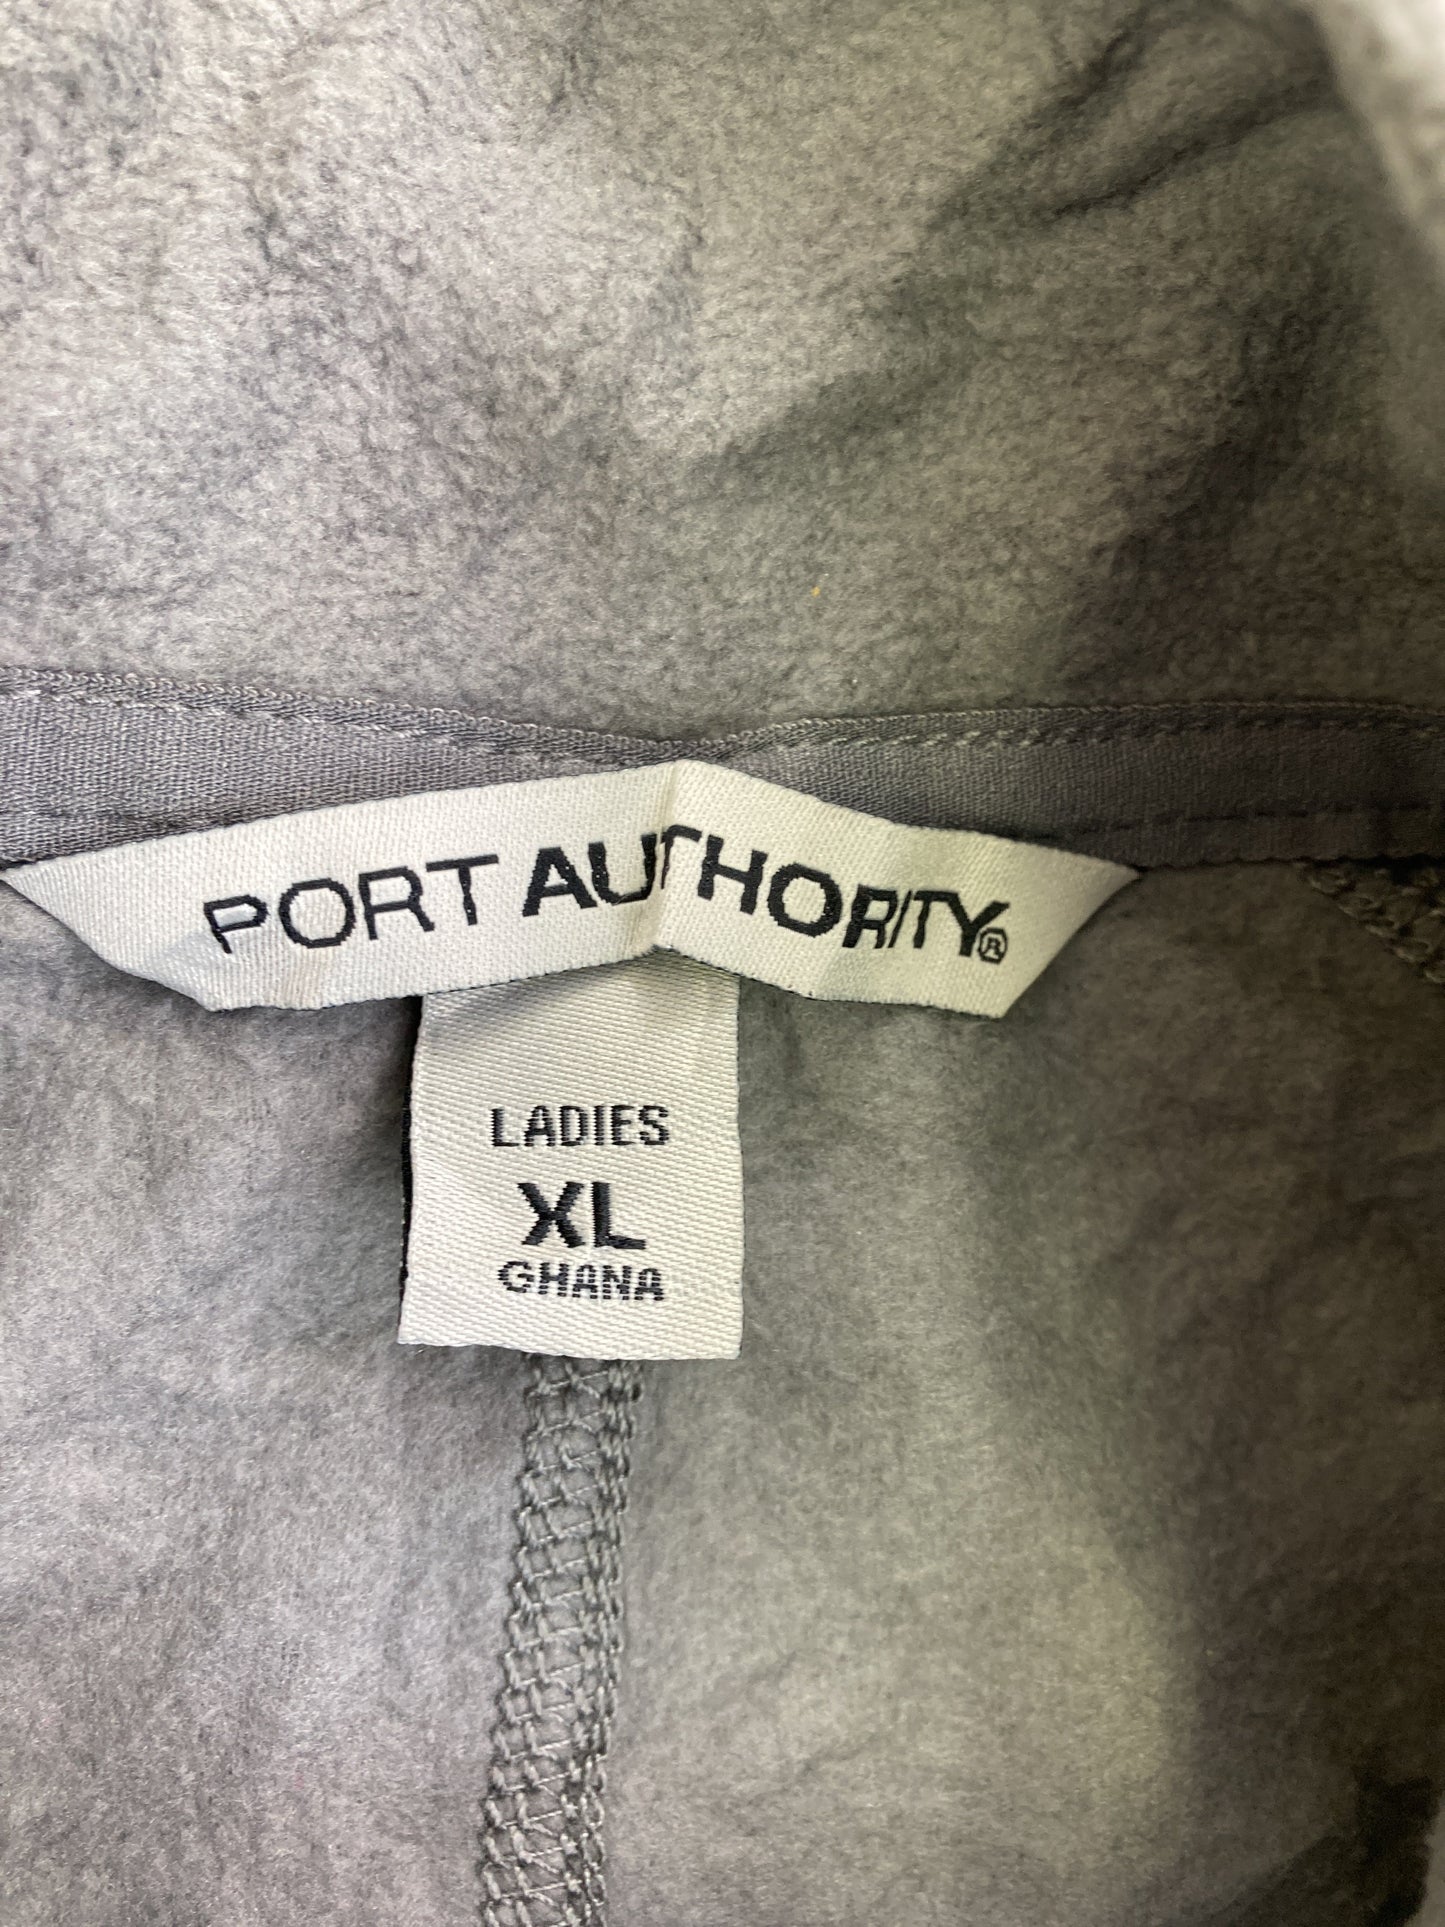 PORT AUTHORITY®
LADIES
XL
GHANA